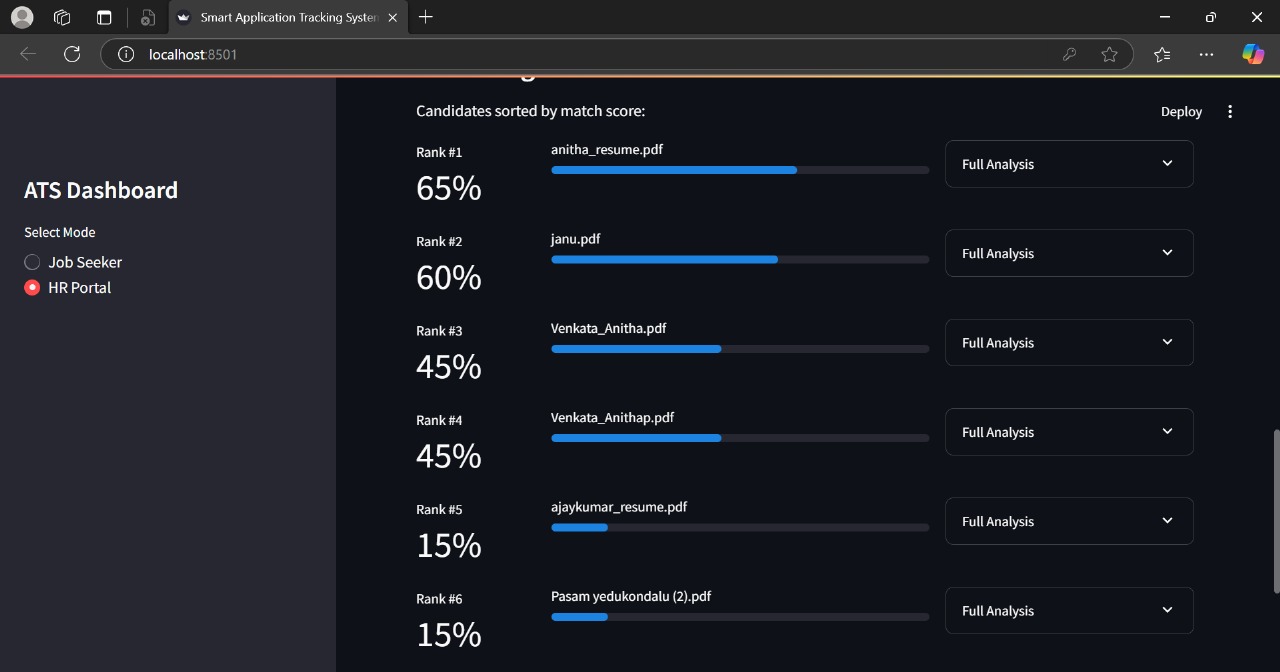 Smart Application Tracking System
localhost:8501
ATS Dashboard
Select Mode
Job Seeker
HR Portal
Candidates sorted by match score:
Deploy
Rank #1
65%
anitha_resume.pdf
Full Analysis
Rank #2
60%
janu.pdf
Full Analysis
Rank #3
45%
Venkata_Anitha.pdf
Full Analysis
Rank #4
45%
Venkata_Anithap.pdf
Full Analysis
Rank #5
15%
ajaykumar_resume.pdf
Full Analysis
Rank #6
15%
Pasam yedukondalu (2).pdf
Full Analysis